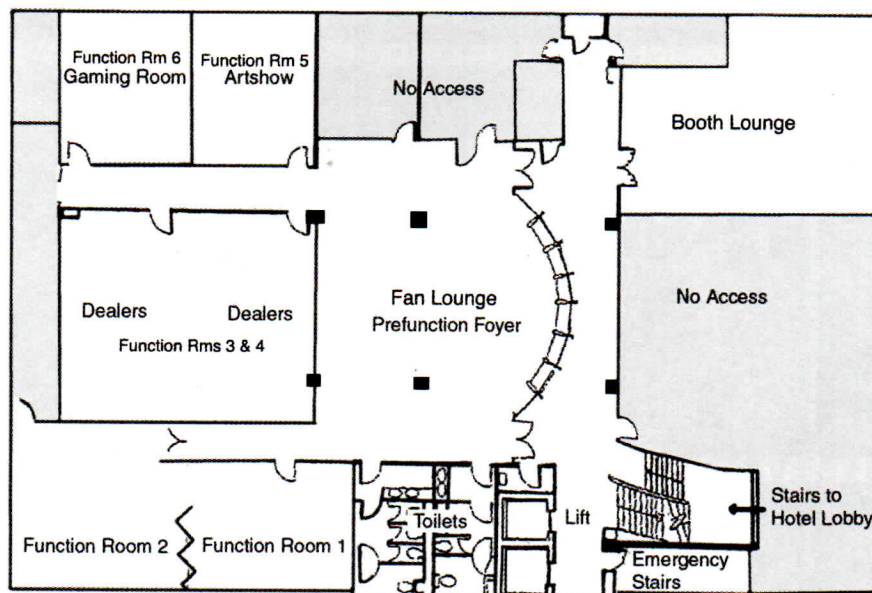 Function Rm 6
Gaming Room
Function Rm 5
Artshow
No Access
Booth Lounge
Dealers
Dealers
Function Rms 3 & 4
Fan Lounge
Prefunction Foyer
No Access
Function Room 2
Function Room 1
Toilets
Lift
Stairs to
Hotel Lobby
Emergency
Stairs